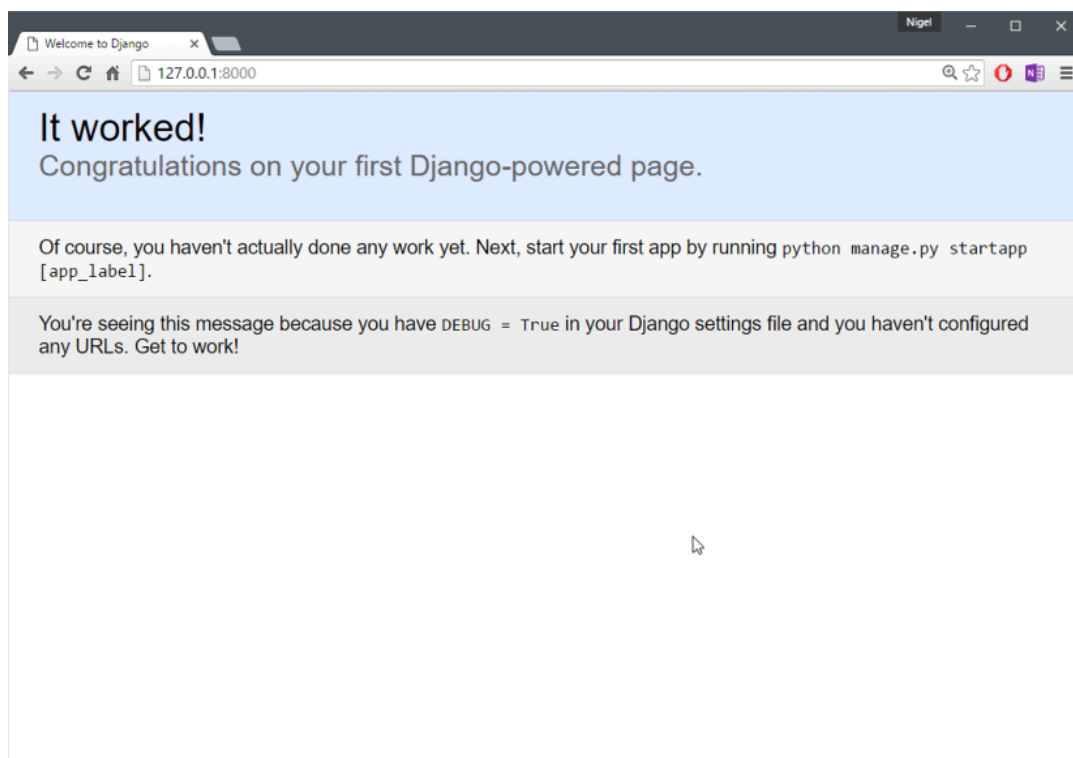 Nigel
Welcome to Django
127.0.0.1:8000
It worked!
Congratulations on your first Django-powered page.
Of course, you haven't actually done any work yet. Next, start your first app by running python manage.py startapp
[app_label].
You're seeing this message because you have DEBUG = True in your Django settings file and you haven't configured
any URLs. Get to work!